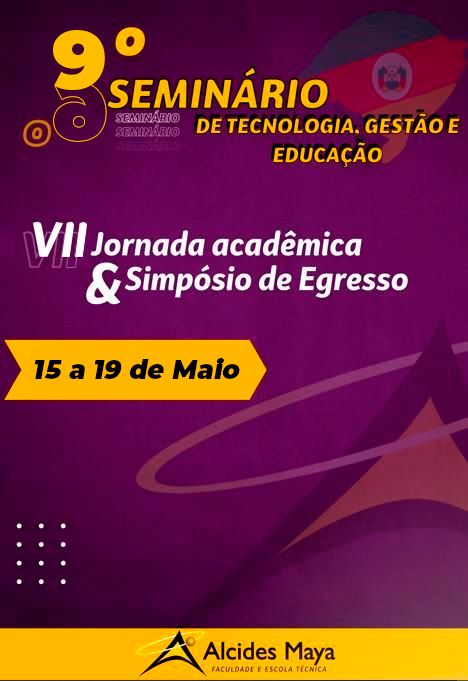 9º
SEMINÁRIO
SEMINÁRIO
SEMINÁRIO
SEMINÁRIO
DE TECNOLOGIA, GESTÃO E
EDUCAÇÃO
VII Jornada acadêmica
& Simpósio de Egresso
15 a 19 de Maio
Alcides Maya
FACULDADE E ESCOLA TÉCNICA